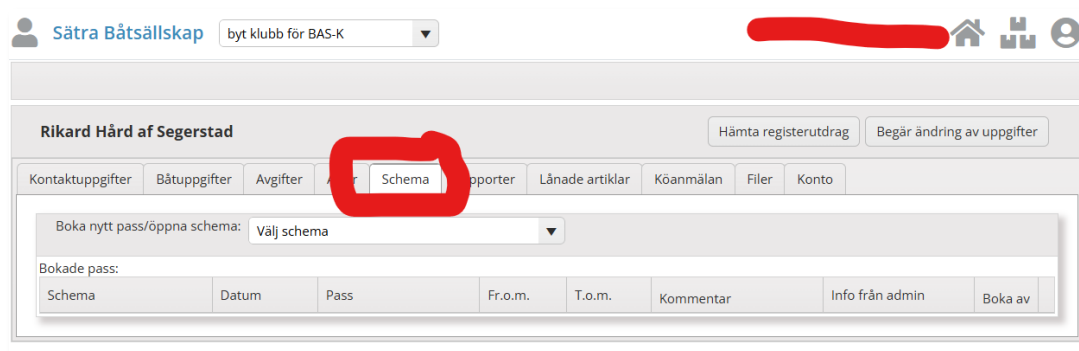 Sätra Båtsällskap byt klubb för BAS-K
Rikard Hård af Segerstad Hämta registerutdrag Begär ändring av uppgifter
Kontaktuppgifter Båtuppgifter Avgifter Schema Lånade artiklar Köanmälan Filer Konto
Boka nytt pass/öppna schema: Välj schema
Bokade pass:
Schema Datum Pass Fr.o.m. T.o.m. Kommentar Info från admin Boka av